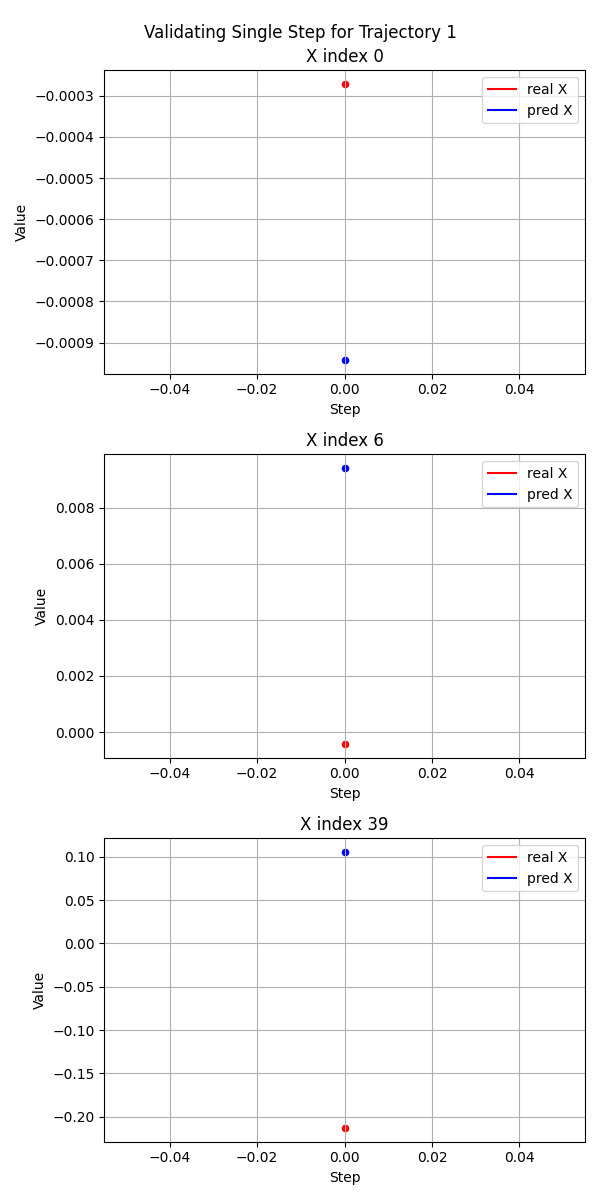 Validating Single Step for Trajectory 1
X index 0
real X
pred X
−0.0003
−0.0004
−0.0005
−0.0006
−0.0007
−0.0008
−0.0009
Value
−0.04
−0.02
0.00
0.02
0.04
Step
X index 6
real X
pred X
0.008
0.006
0.004
0.002
0.000
Value
−0.04
−0.02
0.00
0.02
0.04
Step
X index 39
real X
pred X
0.10
0.05
0.00
−0.05
−0.10
−0.15
−0.20
Value
−0.04
−0.02
0.00
0.02
0.04
Step